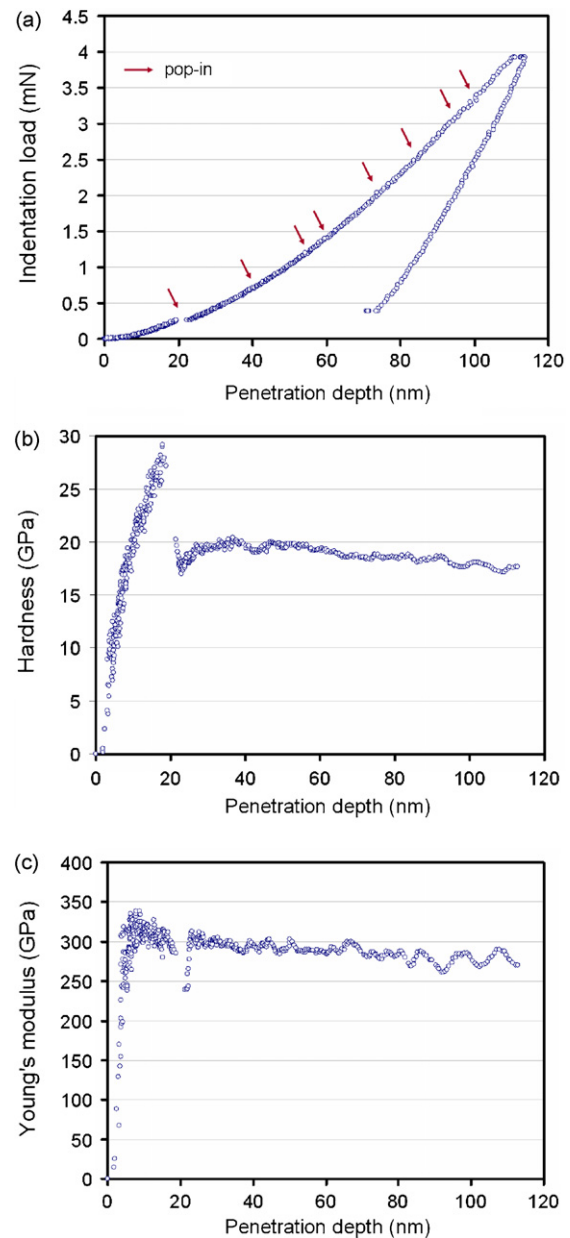 (a)
4.5
4
3.5
3
2.5
2
1.5
1
0.5
0
Indentation load (mN)
pop-in
0 20 40 60 80 100 120
Penetration depth (nm)
(b)
30
25
20
15
10
5
0
Hardness (GPa)
0 20 40 60 80 100 120
Penetration depth (nm)
(c)
400
350
300
250
200
150
100
50
0
Young's modulus (GPa)
0 20 40 60 80 100 120
Penetration depth (nm)